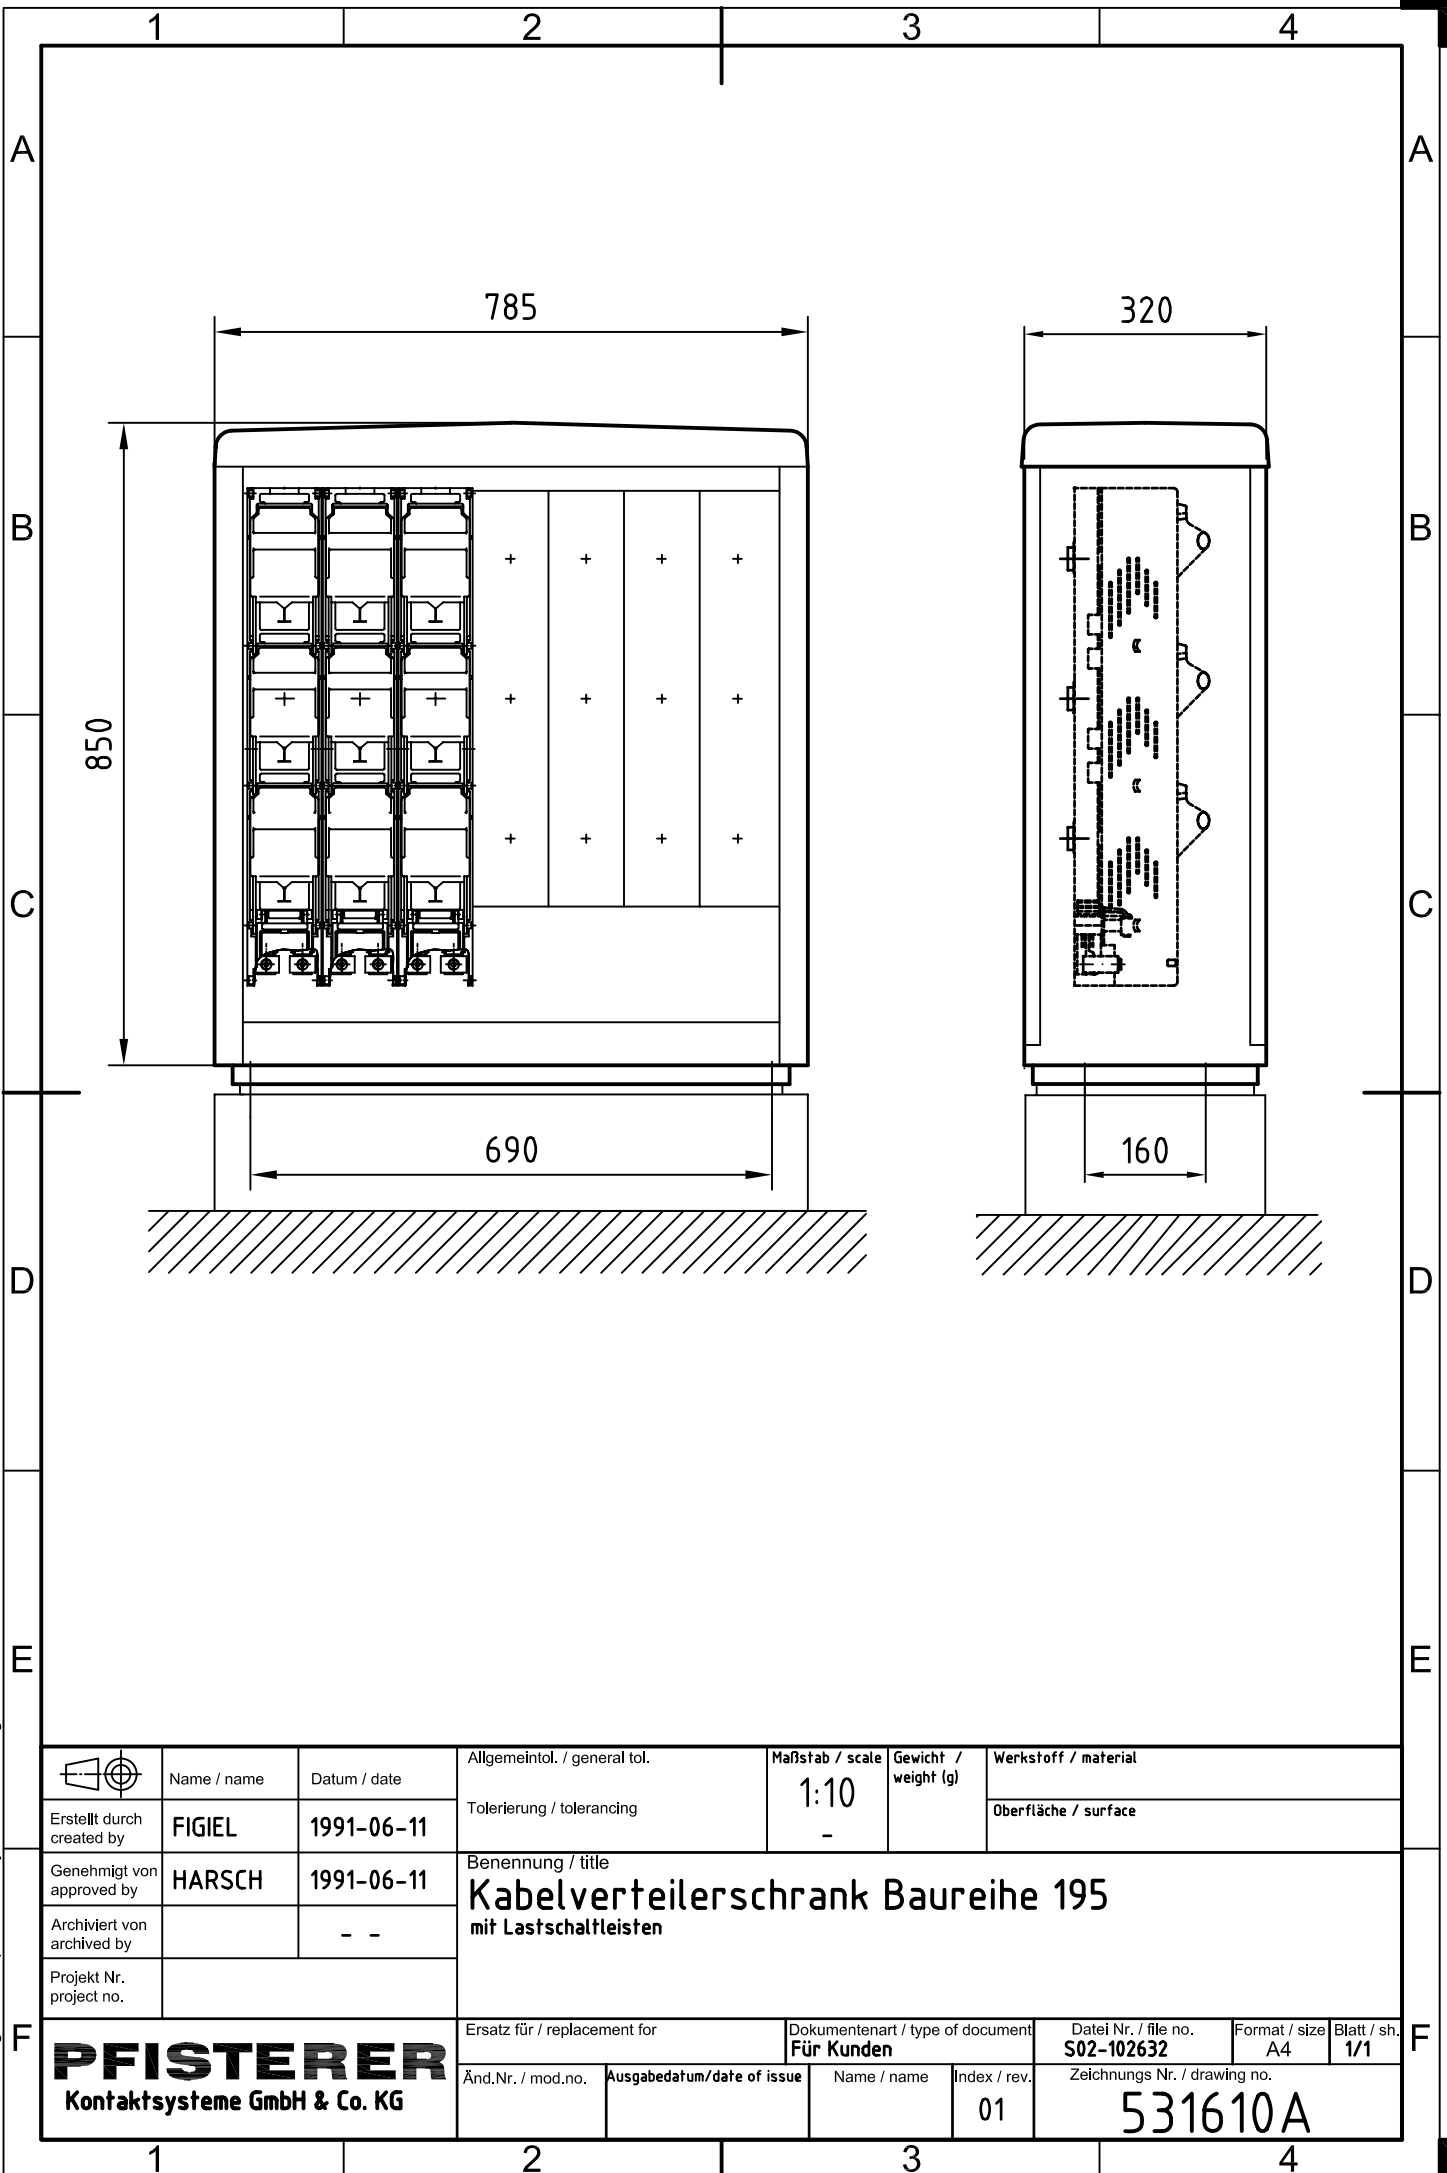 1 2 3 4
A A
785 320
B B
850
C C
690 160
D D
E E
Name / name Datum / date
Erstellt durch
created by
FIGIEL 1991-06-11
Genehmigt von
approved by
HARSCH 1991-06-11
Archiviert von
archived by
- -
Projekt Nr.
project no.
Allgemeintol. / general tol.
Tolerierung / tolerancing
Maßstab / scale
1:10
-
Gewicht /
weight (g)
Werkstoff / material
Oberfläche / surface
Benennung / title
Kabelverteilerschrank Baureihe 195
mit Lastschaltleisten
F F
PFISTERER
Kontaktsysteme GmbH & Co. KG
Ersatz für / replacement for
Dokumentenart / type of document
Für Kunden
Datei Nr. / file no.
S02-102632
Format / size
A4
Blatt / sh.
1/1
Änd.Nr. / mod.no.
Ausgabedatum/date of issue
Name / name
Index / rev.
01
Zeichnungs Nr. / drawing no.
531610A
1 2 3 4